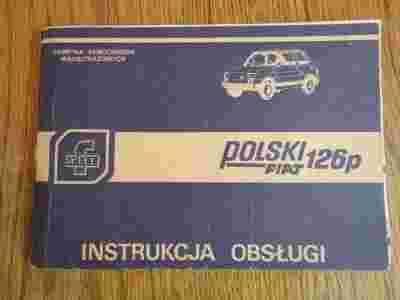 FABRYKA SAMOCHODÓW
MAŁOLITRAŻOWYCH
POLSKI
FIAT 126p
INSTRUKCJA OBSŁUGI